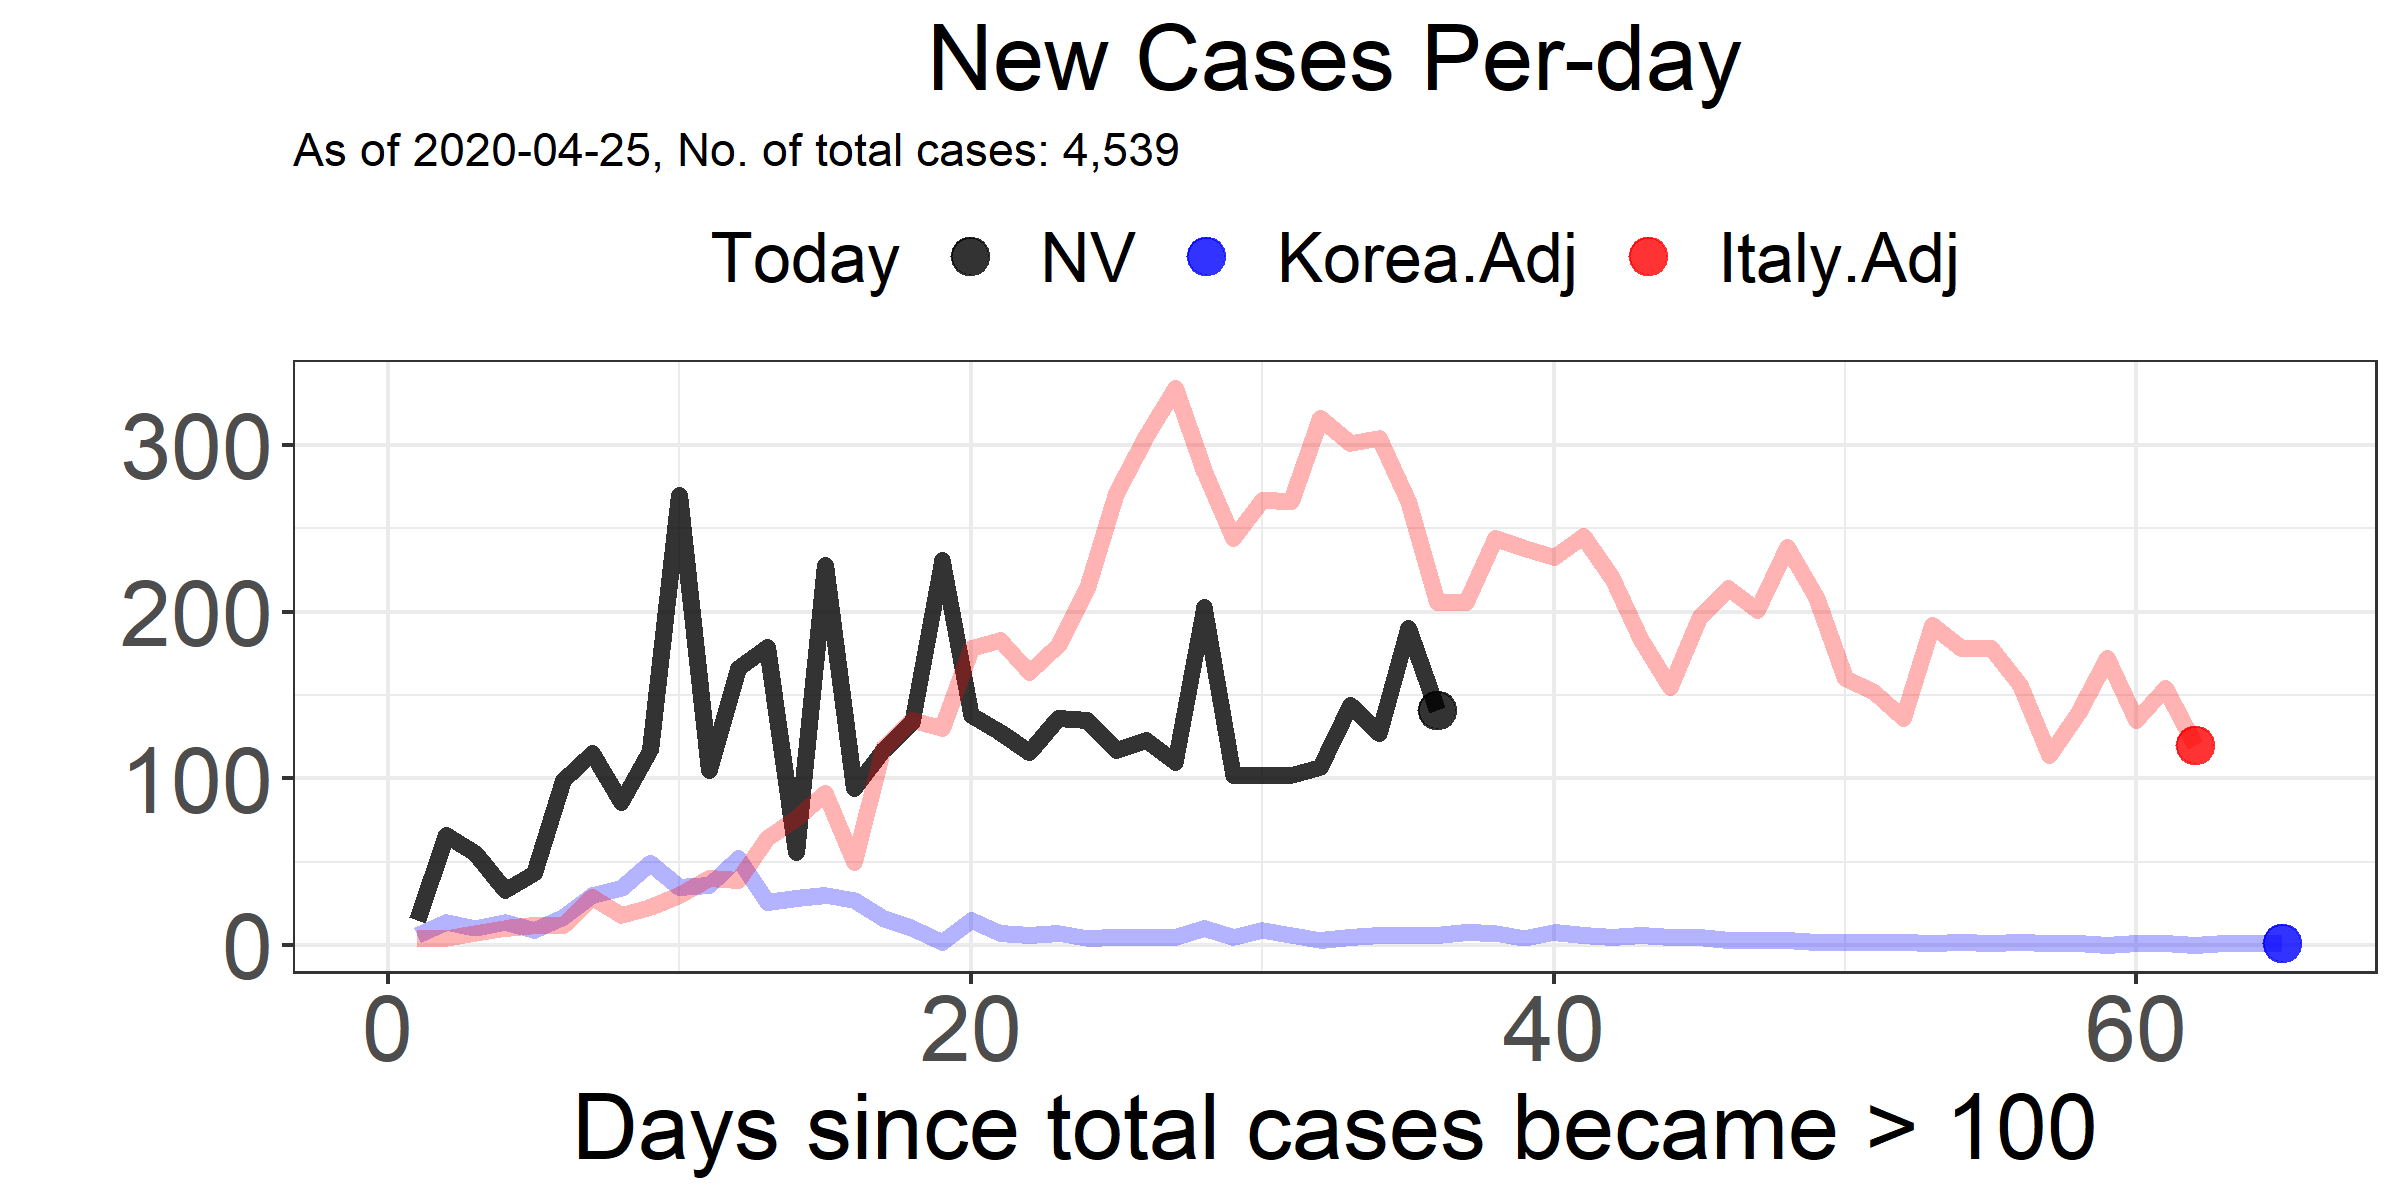 New Cases Per-day
As of 2020-04-25, No. of total cases: 4,539
Today NV Korea.Adj Italy.Adj
300
200
100
0
0 20 40 60
Days since total cases became > 100